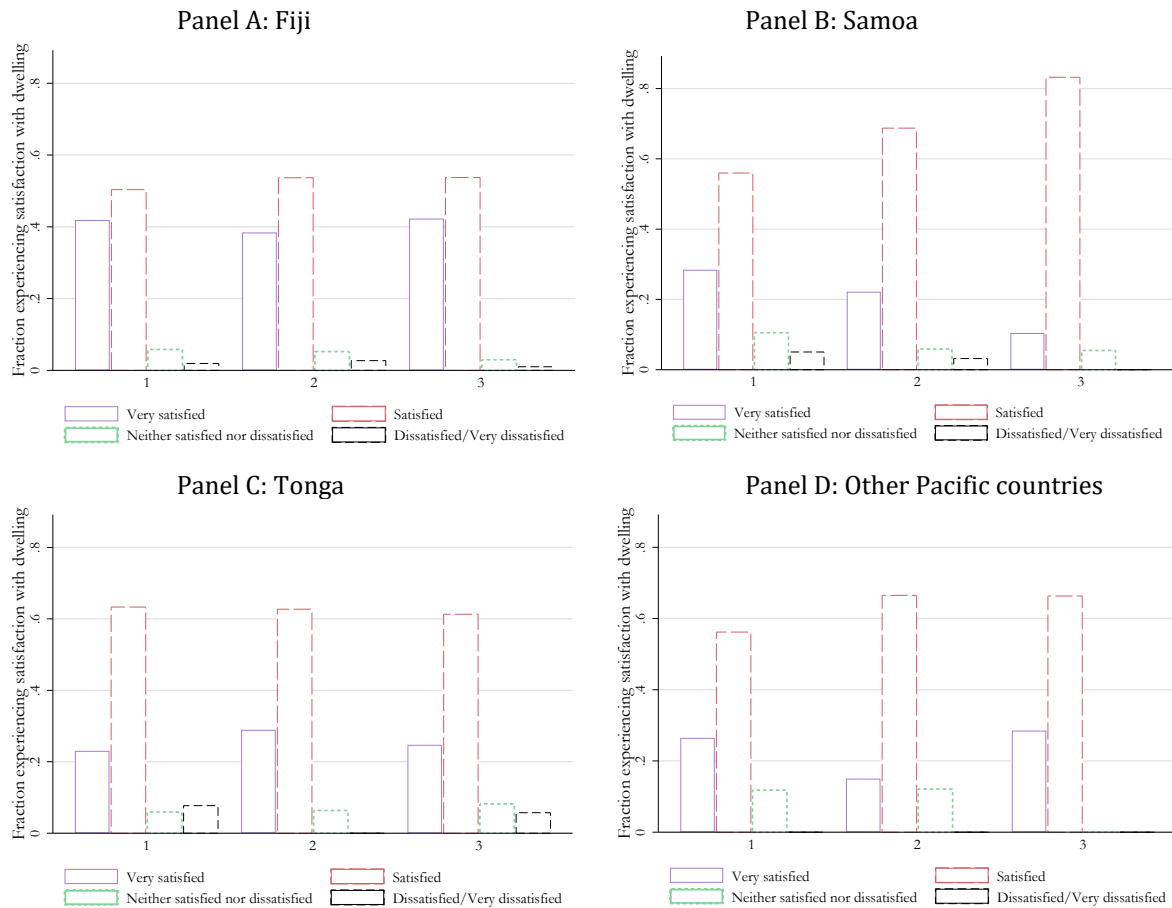 Panel A: Fiji
Fraction experiencing satisfaction with dwelling
.8
.6
.4
.2
0
1 2 3
Very satisfied Satisfied
Neither satisfied nor dissatisfied Dissatisfied/Very dissatisfied
Panel B: Samoa
Fraction experiencing satisfaction with dwelling
.8
.6
.4
.2
0
1 2 3
Very satisfied Satisfied
Neither satisfied nor dissatisfied Dissatisfied/Very dissatisfied
Panel C: Tonga
Fraction experiencing satisfaction with dwelling
.8
.6
.4
.2
0
1 2 3
Very satisfied Satisfied
Neither satisfied nor dissatisfied Dissatisfied/Very dissatisfied
Panel D: Other Pacific countries
Fraction experiencing satisfaction with dwelling
.8
.6
.4
.2
0
1 2 3
Very satisfied Satisfied
Neither satisfied nor dissatisfied Dissatisfied/Very dissatisfied